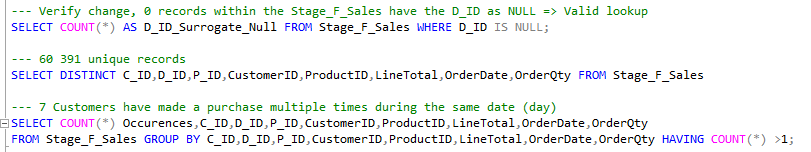 --- Verify change, 0 records within the Stage_F_Sales have the D_ID as NULL => Valid lookup
SELECT COUNT(*) AS D_ID_Surrogate_Null FROM Stage_F_Sales WHERE D_ID IS NULL;
--- 60 391 unique records
SELECT DISTINCT C_ID,D_ID,P_ID,CustomerID,ProductID,LineTotal,OrderDate,OrderQty FROM Stage_F_Sales
--- 7 Customers have made a purchase multiple times during the same date (day)
SELECT COUNT(*) Occurences,C_ID,D_ID,P_ID,CustomerID,ProductID,LineTotal,OrderDate,OrderQty
FROM Stage_F_Sales GROUP BY C_ID,D_ID,P_ID,CustomerID,ProductID,LineTotal,OrderDate,OrderQty HAVING COUNT(*) >1;